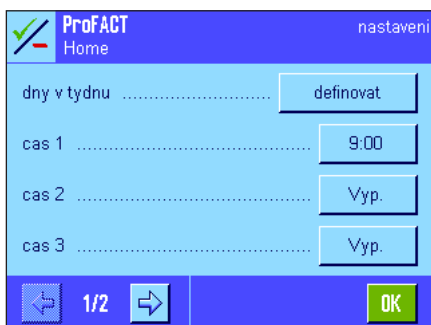 ProFACT nastaveni
Home
dny v tydnu ........................... definovat
cas 1 .......................................... 9:00
cas 2 .......................................... Vyp.
cas 3 .......................................... Vyp.
1/2 OK